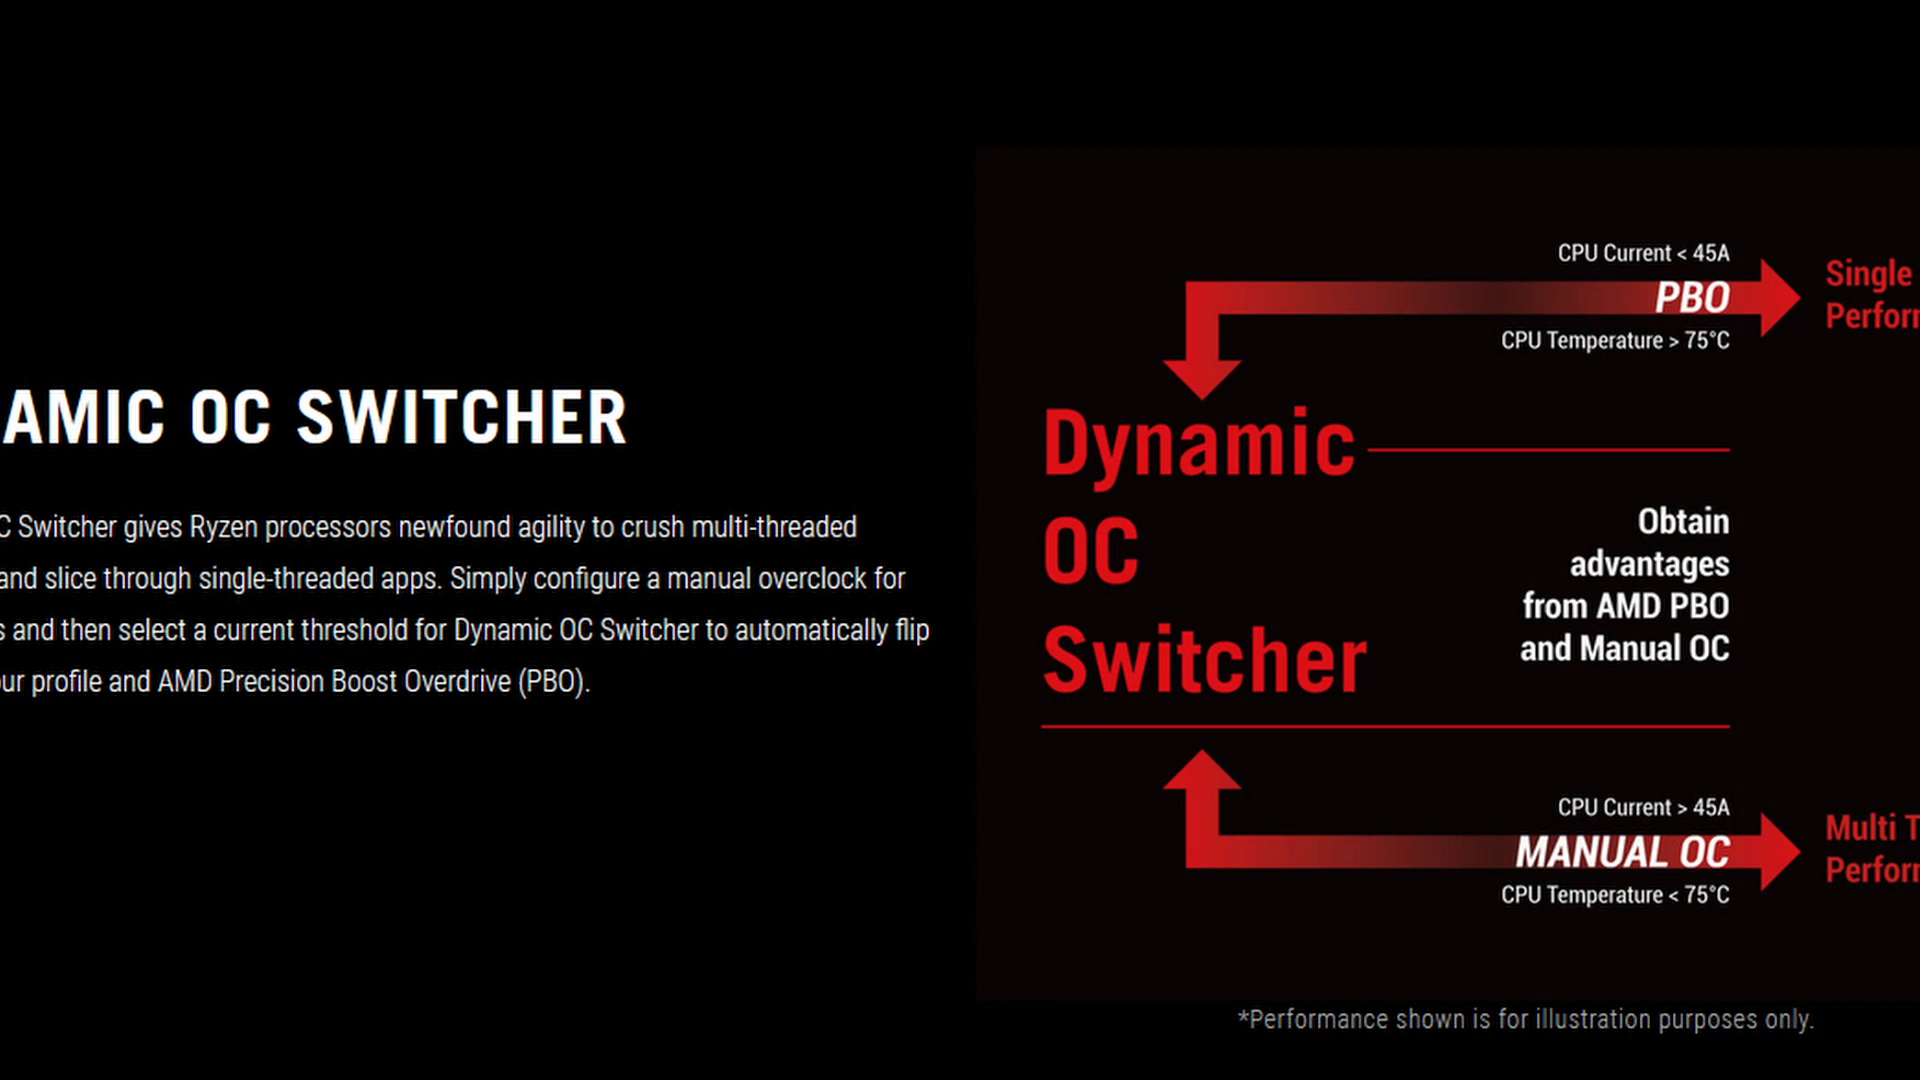 AMIC OC SWITCHER
C Switcher gives Ryzen processors newfound agility to crush multi-threaded
and slice through single-threaded apps. Simply configure a manual overclock for
s and then select a current threshold for Dynamic OC Switcher to automatically flip
our profile and AMD Precision Boost Overdrive (PBO).
CPU Current < 45A
PBO
CPU Temperature > 75°C
Single
Perforr
Dynamic
OC
Switcher
Obtain
advantages
from AMD PBO
and Manual OC
CPU Current > 45A
MANUAL OC
CPU Temperature < 75°C
Multi T
Perforr
*Performance shown is for illustration purposes only.